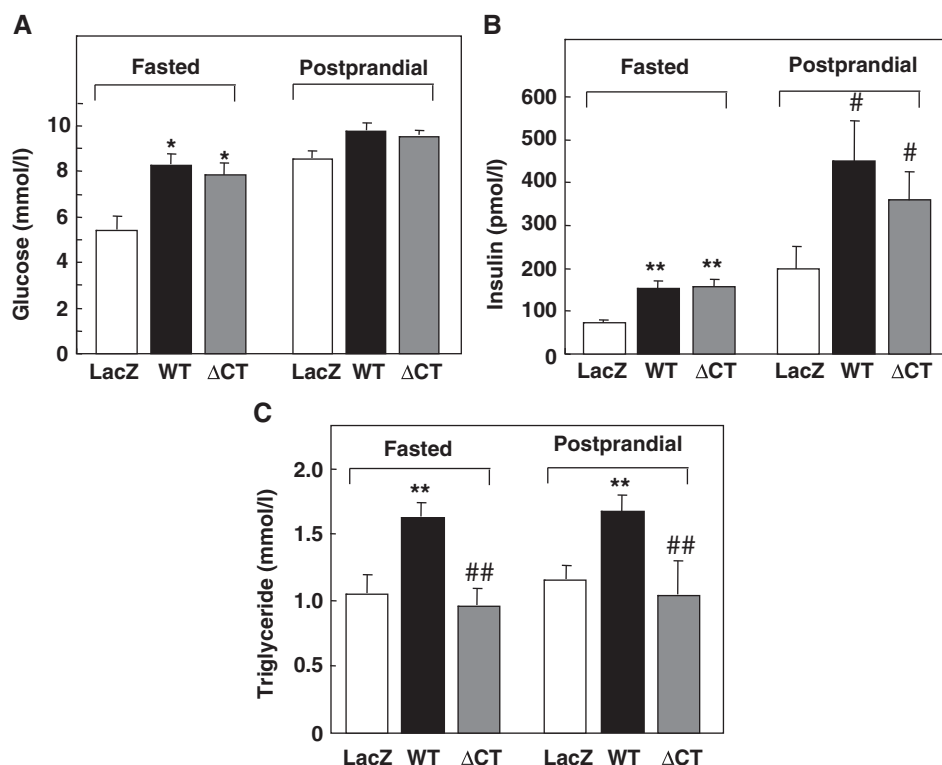 A
Fasted
Postprandial
Glucose (mmol/l)
10
8
6
4
2
0
*
*
LacZ WT ΔCT
LacZ WT ΔCT
B
Fasted
Postprandial
Insulin (pmol/l)
600
500
400
300
200
100
0
**
**
#
#
LacZ WT ΔCT
LacZ WT ΔCT
C
Fasted
Postprandial
Triglyceride (mmol/l)
2.0
1.5
1.0
0.5
0
**
##
**
##
LacZ WT ΔCT
LacZ WT ΔCT